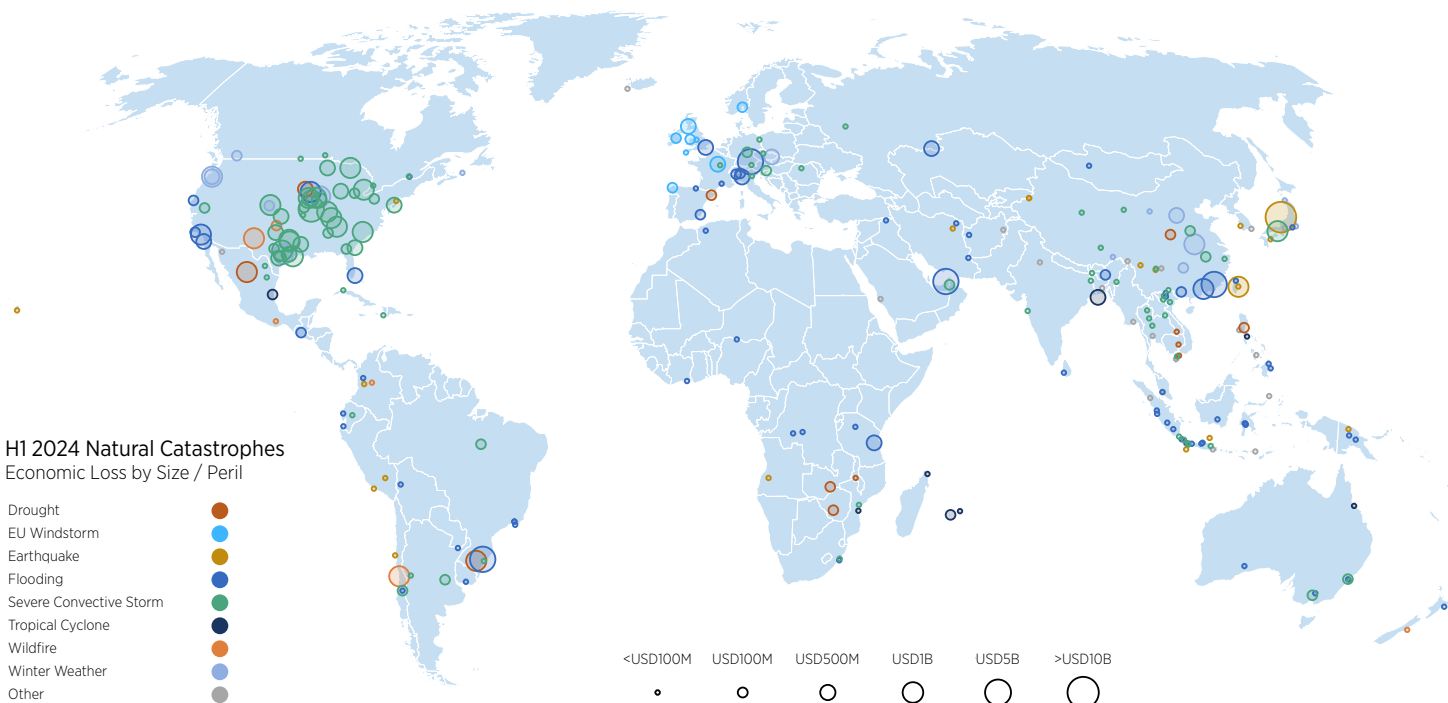 H1 2024 Natural Catastrophes
Economic Loss by Size / Peril
Drought
EU Windstorm
Earthquake
Flooding
Severe Convective Storm
Tropical Cyclone
Wildfire
Winter Weather
Other
<USD100M USD100M USD500M USD1B USD5B >USD10B